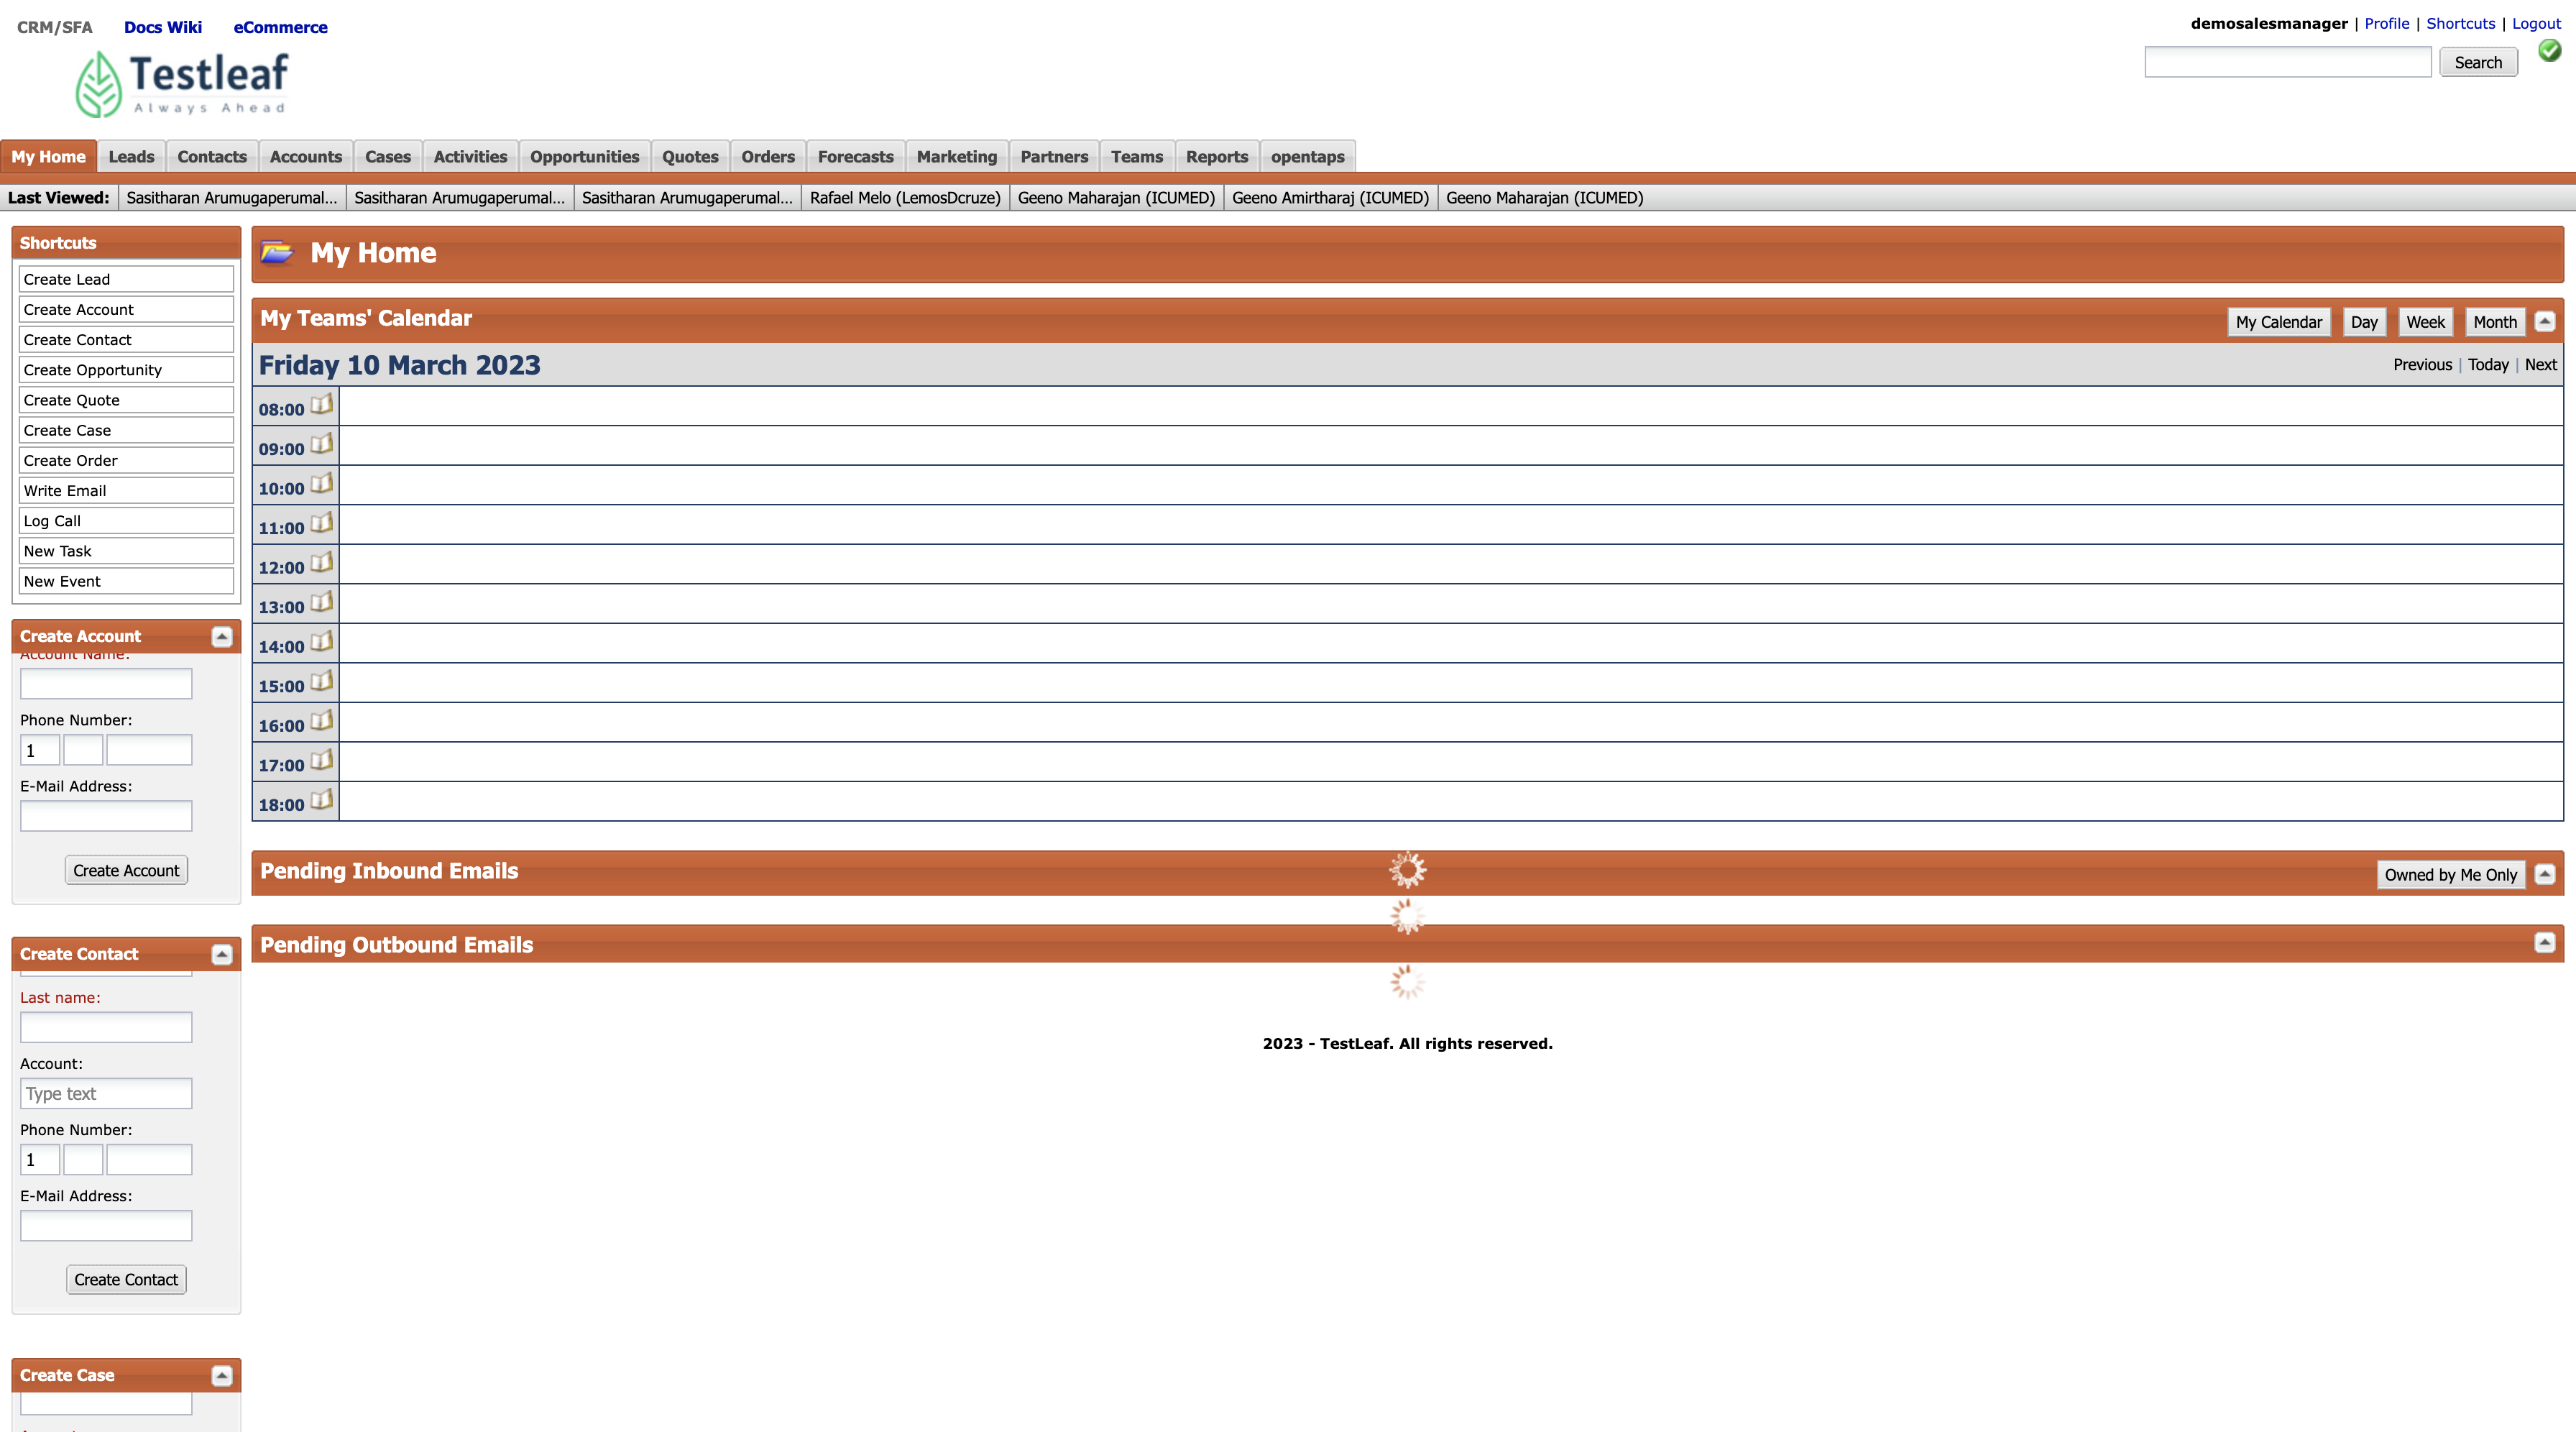 CRM/SFA Docs Wiki eCommerce
demosalesmanager | Profile | Shortcuts | Logout
Testleaf
Always Ahead
Search
My Home Leads Contacts Accounts Cases Activities Opportunities Quotes Orders Forecasts Marketing Partners Teams Reports opentaps
Last Viewed: Sasitharan Arumugaperumal... Sasitharan Arumugaperumal... Sasitharan Arumugaperumal... Rafael Melo (LemosDcruze) Geeno Maharajan (ICUMED) Geeno Amirtharaj (ICUMED) Geeno Maharajan (ICUMED)
Shortcuts
Create Lead
Create Account
Create Contact
Create Opportunity
Create Quote
Create Case
Create Order
Write Email
Log Call
New Task
New Event
Create Account
Account Name:
Phone Number:
1
E-Mail Address:
Create Account
Create Contact
Last name:
Account:
Type text
Phone Number:
1
E-Mail Address:
Create Contact
Create Case
My Home
My Teams' Calendar
My Calendar Day Week Month
Friday 10 March 2023
Previous | Today | Next
08:00
09:00
10:00
11:00
12:00
13:00
14:00
15:00
16:00
17:00
18:00
Pending Inbound Emails
Owned by Me Only
Pending Outbound Emails
2023 - TestLeaf. All rights reserved.